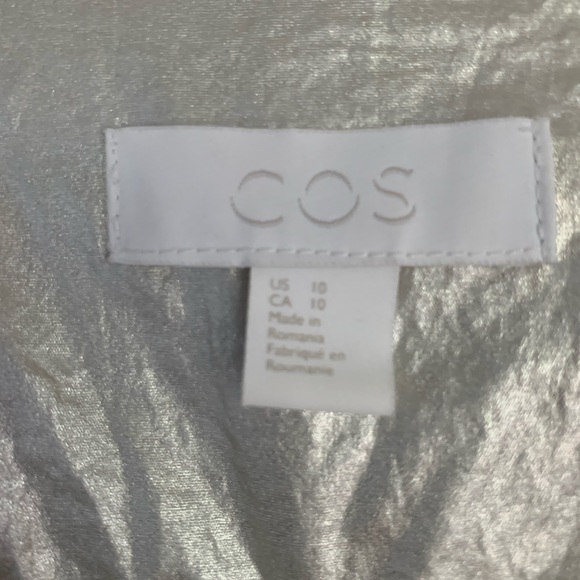 COS
US 10
CA 10
Made in
Romania
Fabriqué en
Roumanie